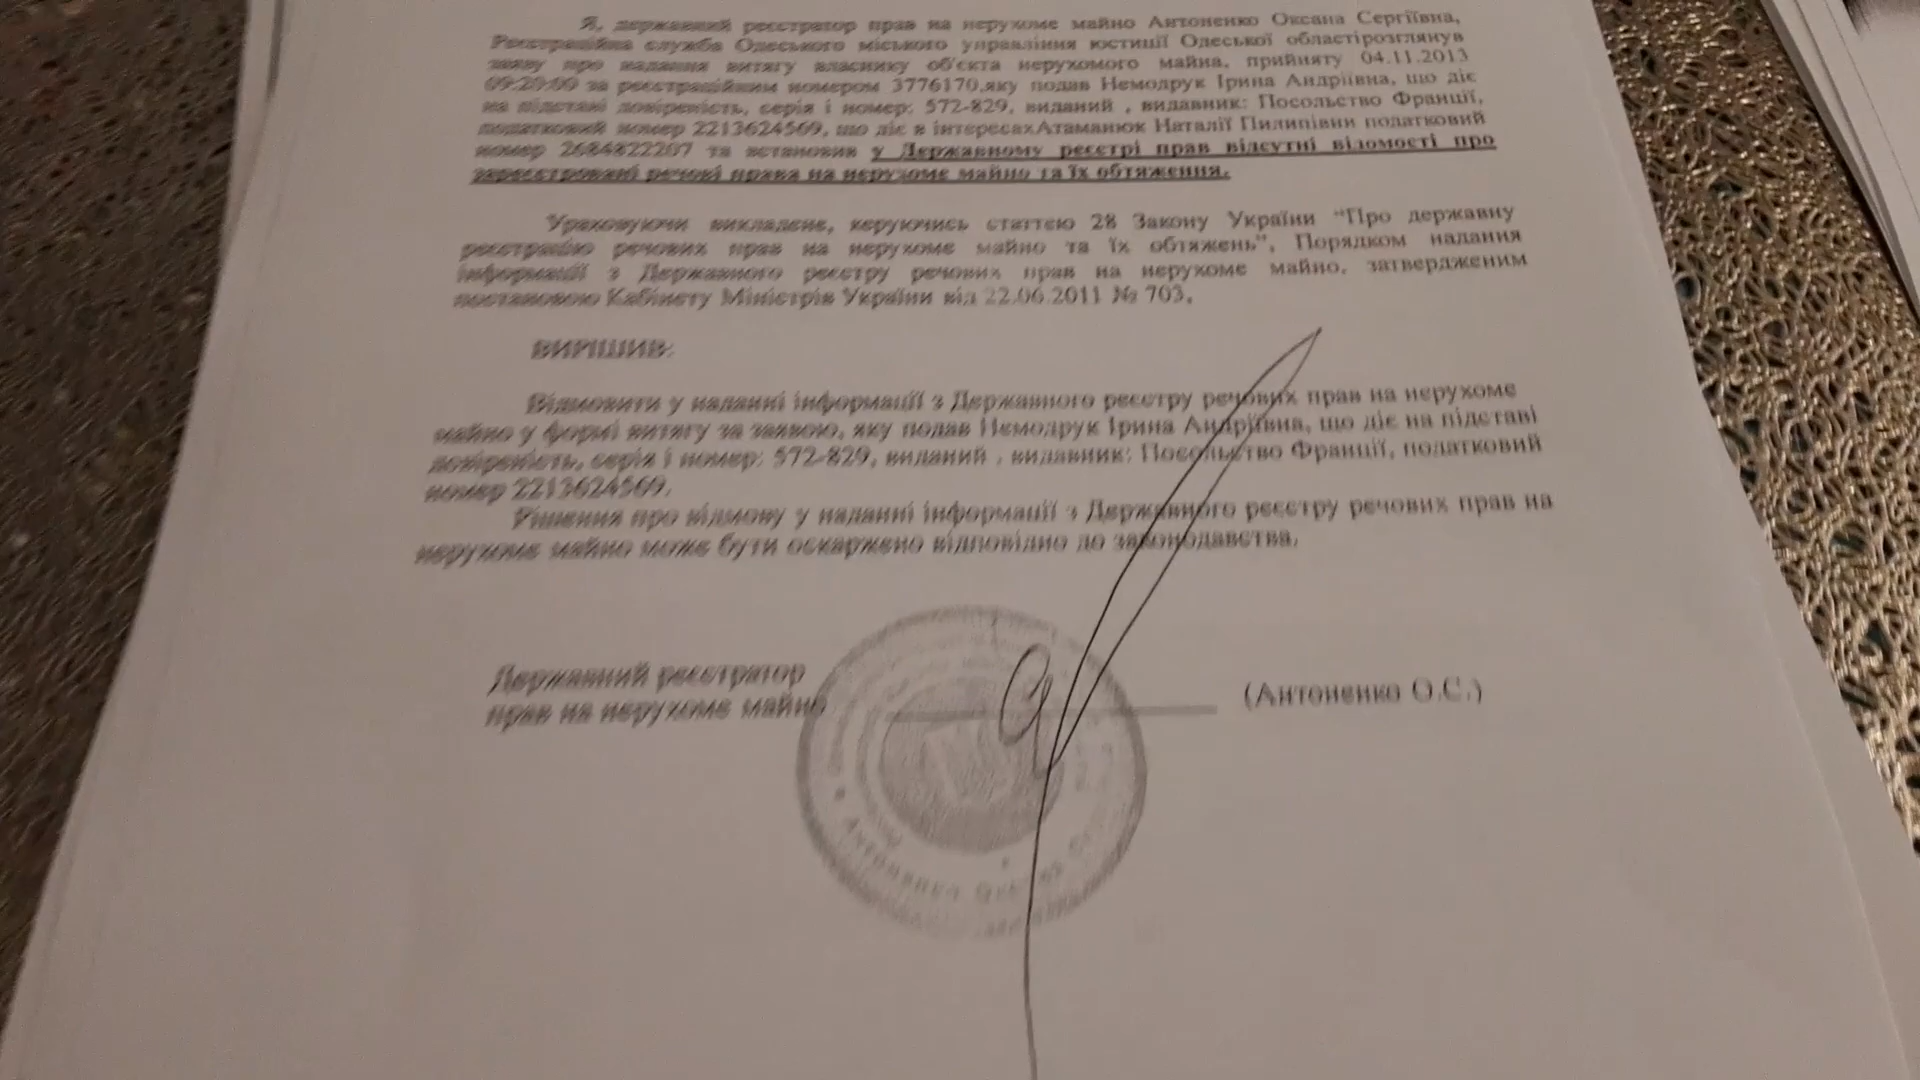 Я, державний реєстратор прав на нерухоме майно Антоненко Оксана Сергіївна,
Реєстраційна служба Одеського міського управління юстиції Одеської областірозглянув
заяву про надання витягу власнику об'єкта нерухомого майна, прийняту 04.11.2013
09:20:00 за реєстраційним номером 3776170,яку подав Немодрук Ірина Андріївна, що діє
на підставі довіреність, серія і номер: 572-829, виданий , видавник: Посольство Франції,
податковий номер 2213624569, що діє в інтересахАтаманюк Наталії Пилипівни податковий
номер 2684822207 та встановив у Державному реєстрі прав відсутні відомості про
зареєстровані речові права на нерухоме майно та їх обтяження.
Ураховуючи викладене, керуючись статтею 28 Закону України "Про державну
реєстрацію речових прав на нерухоме майно та їх обтяжень", Порядком надання
інформації з Державного реєстру речових прав на нерухоме майно, затвердженим
постановою Кабінету Міністрів України від 22.06.2011 № 703,
ВИРІШИВ:
Відмовити у наданні інформації з Державного реєстру речових прав на нерухоме
майно у формі витягу за заявою, яку подав Немодрук Ірина Андріївна, що діє на підставі
довіреність, серія і номер: 572-829, виданий , видавник: Посольство Франції, податковий
номер 2213624569.
Рішення про відмову у наданні інформації з Державного реєстру речових прав на
нерухоме майно може бути оскаржено відповідно до законодавства.
Державний реєстратор
прав на нерухоме майно
(Антоненко О.С.)
Антоненко